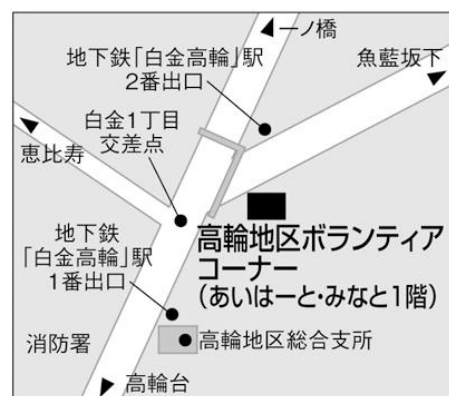 一ノ橋
地下鉄「白金高輪」駅
2番出口
魚藍坂下
白金1丁目
交差点
恵比寿
地下鉄
「白金高輪」駅
1番出口
高輪地区ボランティア
コーナー
（あいはーと・みなと1階）
消防署
高輪地区総合支所
高輪台